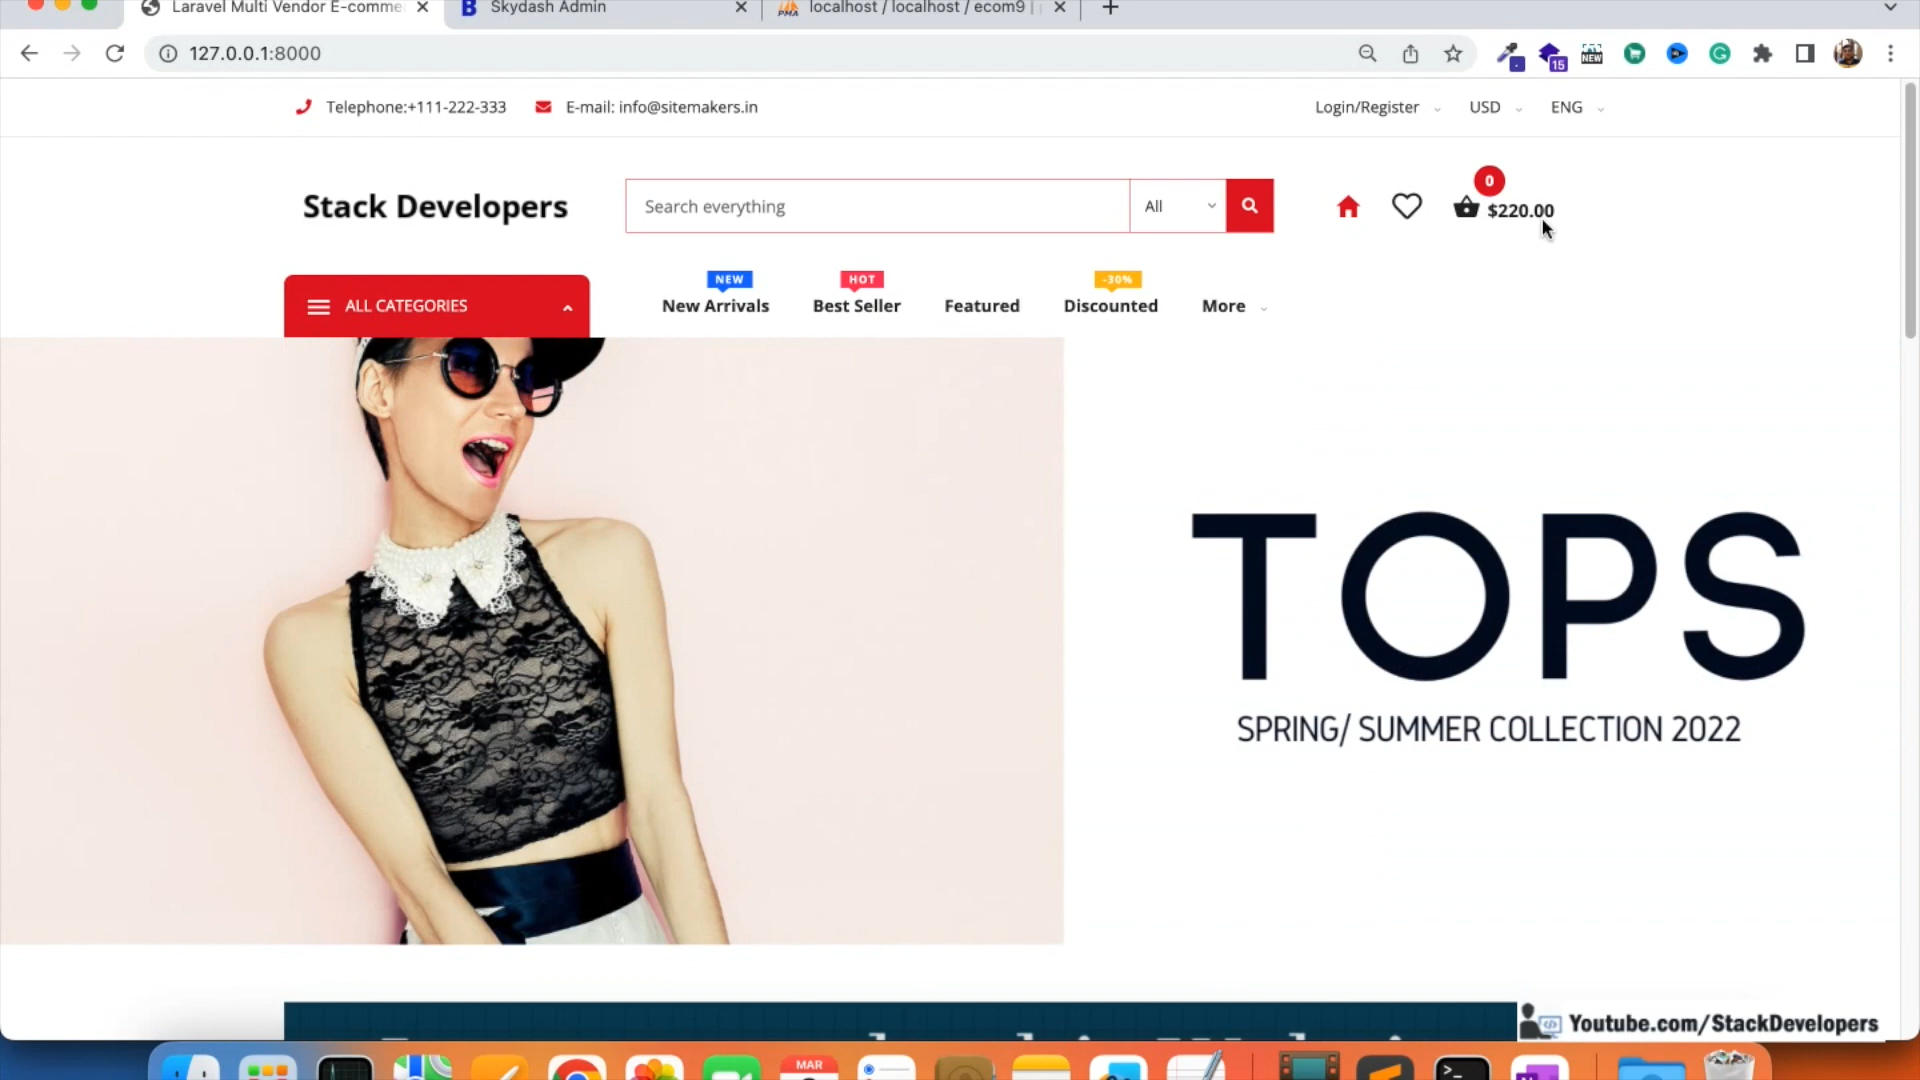 Laravel Multi Vendor E-comme
Skydash Admin
localhost / localhost / ecom9 |
127.0.0.1:8000
15
NEW
Telephone:+111-222-333
E-mail: info@sitemakers.in
Login/Register
USD
ENG
Stack Developers
Search everything
All
0
$220.00
ALL CATEGORIES
NEW
New Arrivals
HOT
Best Seller
Featured
-30%
Discounted
More
TOPS
SPRING/ SUMMER COLLECTION 2022
Youtube.com/StackDevelopers
MAR